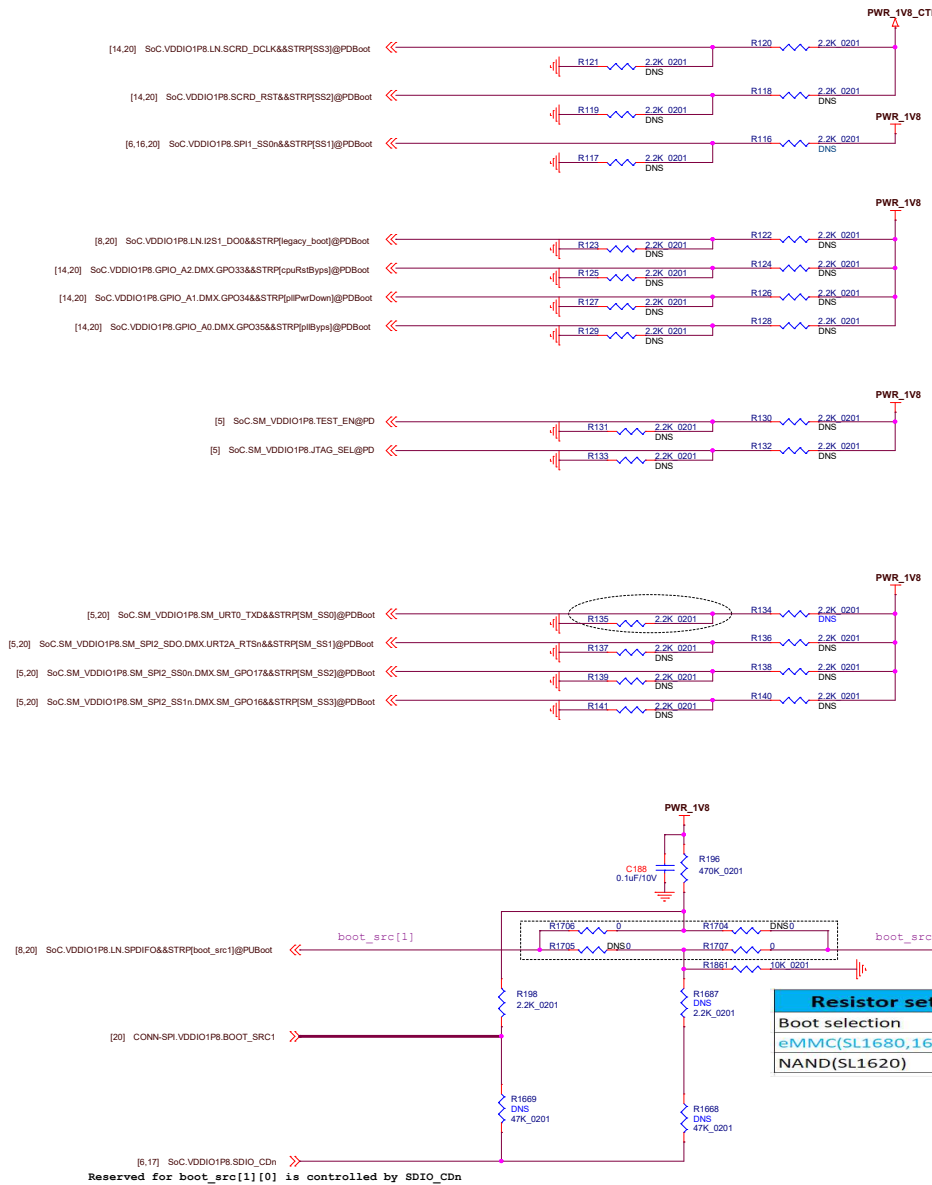 PWR_1V8_CT
[14,20] SoC.VDDIO1P8.LN.SCRD_DCLK&&STRP[SS3]@PDBoot
R120 2.2K_0201
R121 2.2K_0201
DNS
[14,20] SoC.VDDIO1P8.SCRD_RST&&STRP[SS2]@PDBoot
R118 2.2K_0201
R119 2.2K_0201
DNS
PWR_1V8
[6,16,20] SoC.VDDIO1P8.SPI1_SS0n&&STRP[SS1]@PDBoot
R116 2.2K_0201
DNS
R117 2.2K_0201
DNS
PWR_1V8
[8,20] SoC.VDDIO1P8.LN.I2S1_DO0&&STRP[legacy_boot]@PDBoot
R122 2.2K_0201
DNS
R123 2.2K_0201
DNS
[14,20] SoC.VDDIO1P8.GPIO_A2.DMX.GPO33&&STRP[cpuRstByps]@PDBoot
R124 2.2K_0201
DNS
R125 2.2K_0201
DNS
[14,20] SoC.VDDIO1P8.GPIO_A1.DMX.GPO34&&STRP[pllPwrDown]@PDBoot
R126 2.2K_0201
DNS
R127 2.2K_0201
DNS
[14,20] SoC.VDDIO1P8.GPIO_A0.DMX.GPO35&&STRP[pllByps]@PDBoot
R128 2.2K_0201
DNS
R129 2.2K_0201
DNS
PWR_1V8
[5] SoC.SM_VDDIO1P8.TEST_EN@PD
R130 2.2K_0201
DNS
R131 2.2K_0201
DNS
[5] SoC.SM_VDDIO1P8.JTAG_SEL@PD
R132 2.2K_0201
DNS
R133 2.2K_0201
DNS
PWR_1V8
[5,20] SoC.SM_VDDIO1P8.SM_URT0_TXD&&STRP[SM_SS0]@PDBoot
R134 2.2K_0201
DNS
R135 2.2K_0201
[5,20] SoC.SM_VDDIO1P8.SM_SPI2_SDO.DMX.URT2A_RTSn&&STRP[SM_SS1]@PDBoot
R136 2.2K_0201
DNS
R137 2.2K_0201
DNS
[5,20] SoC.SM_VDDIO1P8.SM_SPI2_SS0n.DMX.SM_GPO17&&STRP[SM_SS2]@PDBoot
R138 2.2K_0201
DNS
R139 2.2K_0201
DNS
[5,20] SoC.SM_VDDIO1P8.SM_SPI2_SS1n.DMX.SM_GPO16&&STRP[SM_SS3]@PDBoot
R140 2.2K_0201
DNS
R141 2.2K_0201
DNS
PWR_1V8
C188
0.1uF/10V
R196
470K_0201
R1706 0
R1704 DNS0
[8,20] SoC.VDDIO1P8.LN.SPDIFO&&STRP[boot_src1]@PUBoot
boot_src[1]
R1705 DNS0
R1707 0
boot_src
R1861 10K_0201
R198
2.2K_0201
R1687
DNS
2.2K_0201
[20] CONN-SPI.VDDIO1P8.BOOT_SRC1
R1669
DNS
47K_0201
R1668
DNS
47K_0201
[6,17] SoC.VDDIO1P8.SDIO_CDn
Reserved for boot_src[1][0] is controlled by SDIO_CDn
Resistor set
Boot selection
eMMC(SL1680,16
NAND(SL1620)